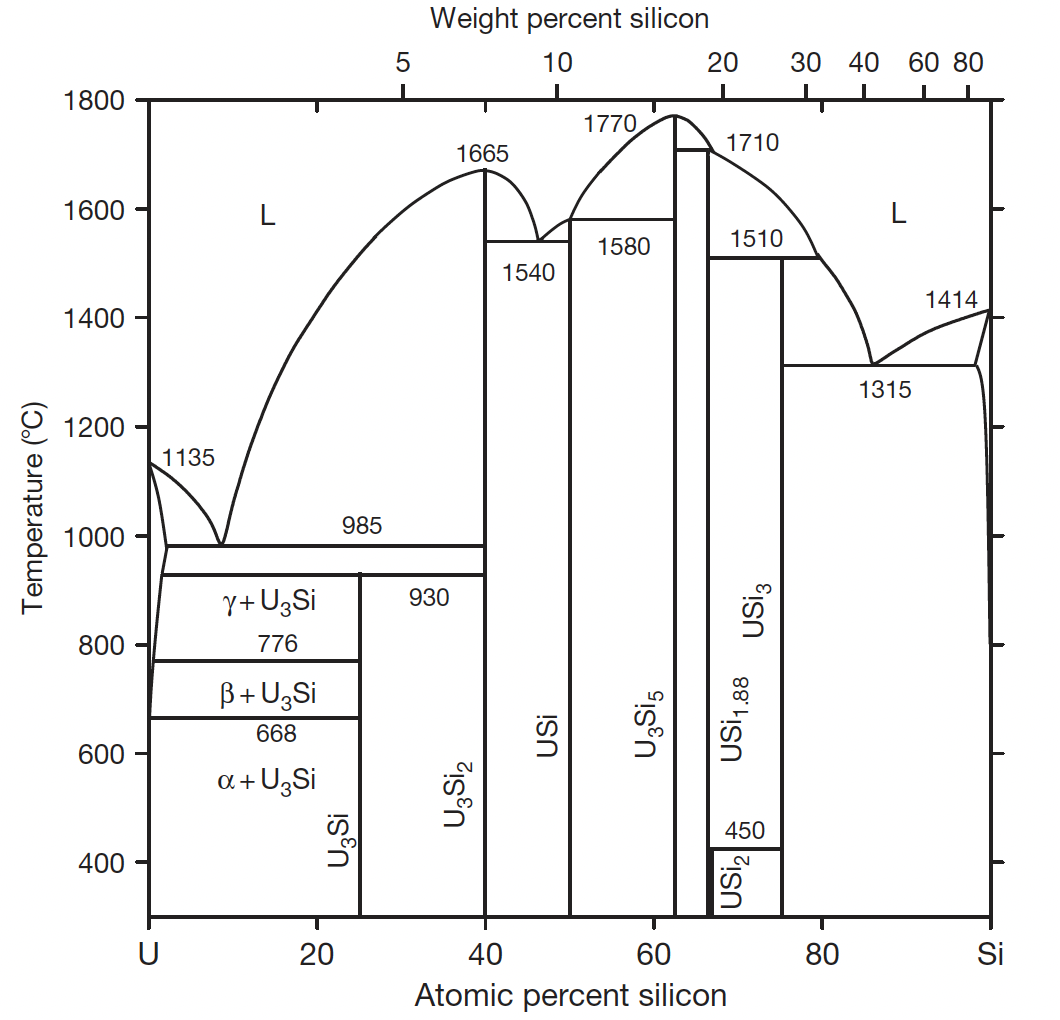 Weight percent silicon
5 10 20 30 40 60 80
1800
1770
1710
1665
1600
L
L
1580
1510
1540
1414
1400
1315
1200
1135
Temperature (°C)
1000
985
930
γ+U₃Si
776
800
β+U₃Si
668
600
α+U₃Si
U₃Si
U₃Si₂
USi
U₃Si₅
USi₁.₈₈
USi₃
450
USi₂
400
U 20 40 60 80 Si
Atomic percent silicon